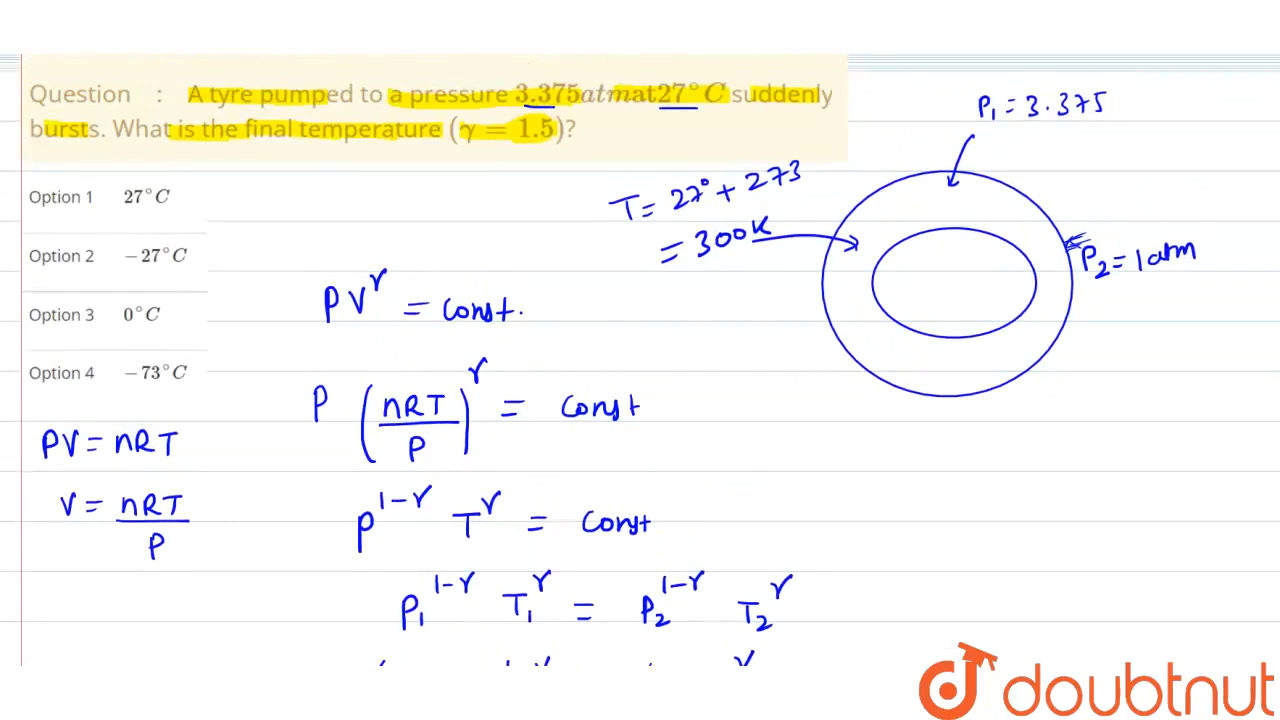 Question : A tyre pumped to a pressure 3.375atmat27°C suddenly
bursts. What is the final temperature (γ = 1.5)?
P₁ = 3.375
Option 1 27°C
T = 27° + 273
= 300K
Option 2 −27°C
P₂ = 1 atm
Option 3 0°C
PV^γ = Const.
Option 4 −73°C
P (nRT/P)^γ = Const
PV = nRT
V = nRT/P
P^(1−γ) T^γ = Const
P₁^(1−γ) T₁^γ = P₂^(1−γ) T₂^γ
doubtnut